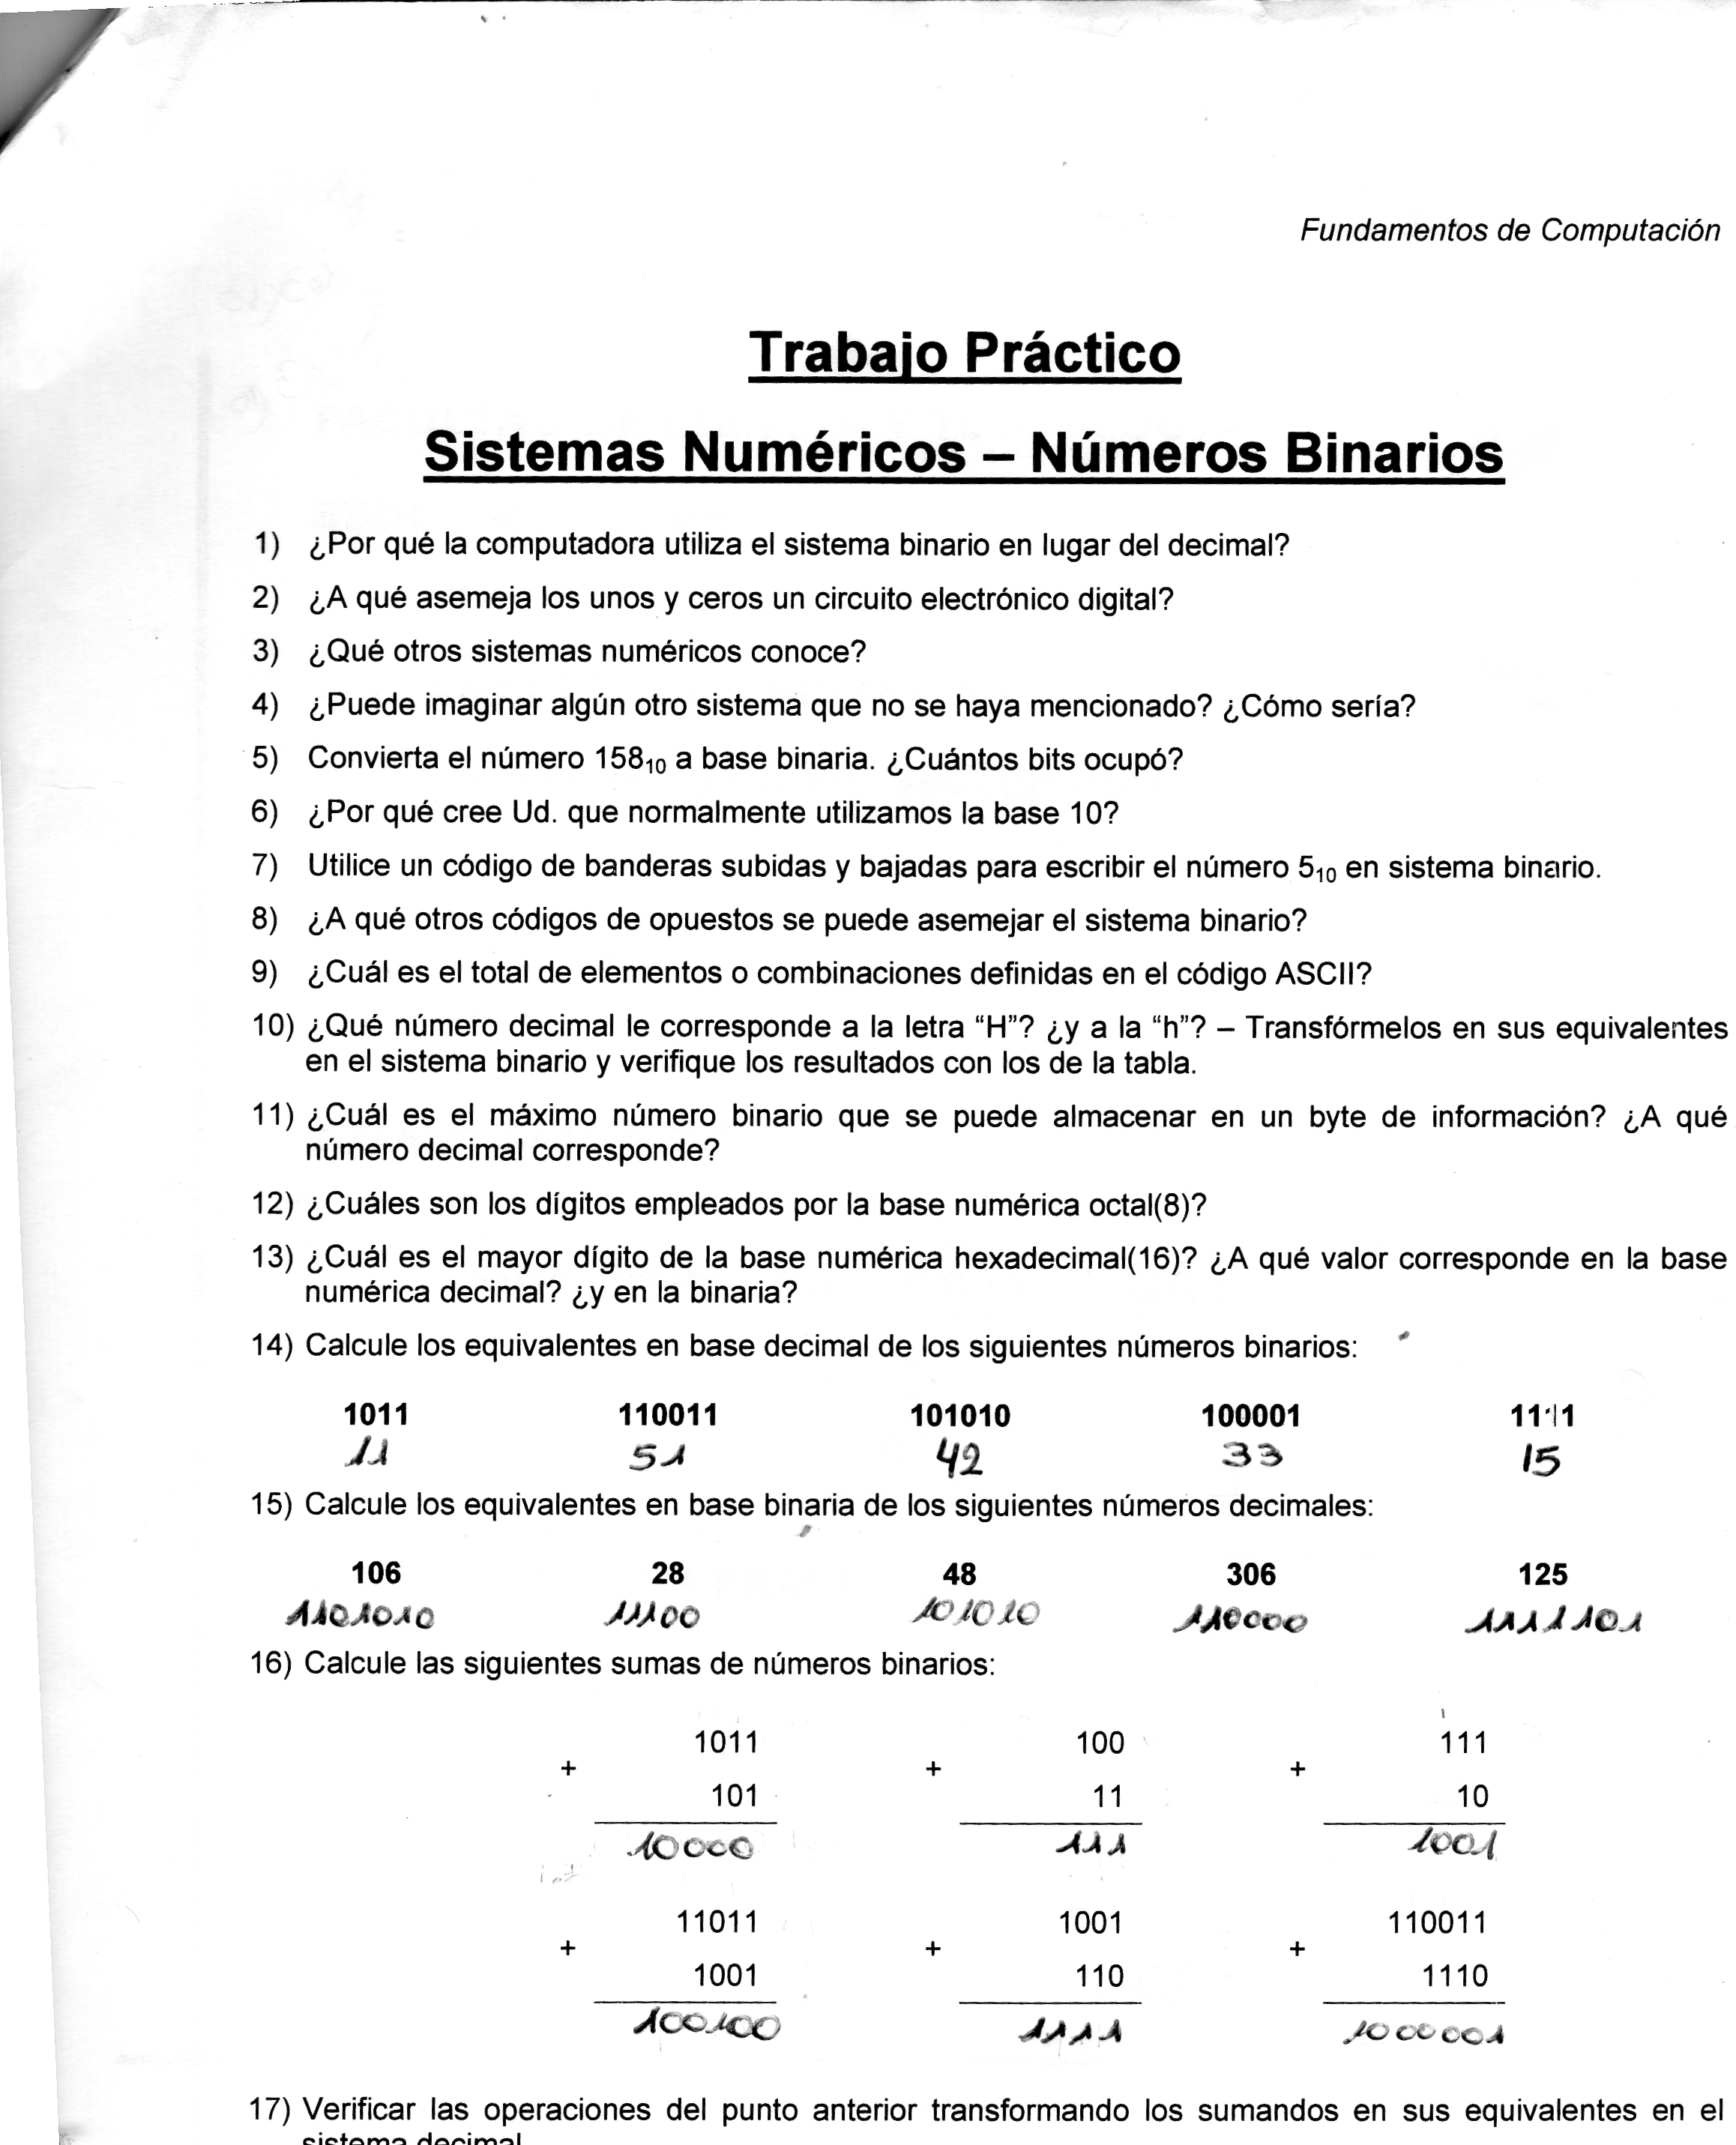 Fundamentos de Computación
Trabajo Práctico
Sistemas Numéricos – Números Binarios
1) ¿Por qué la computadora utiliza el sistema binario en lugar del decimal?
2) ¿A qué asemeja los unos y ceros un circuito electrónico digital?
3) ¿Qué otros sistemas numéricos conoce?
4) ¿Puede imaginar algún otro sistema que no se haya mencionado? ¿Cómo sería?
5) Convierta el número 158₁₀ a base binaria. ¿Cuántos bits ocupó?
6) ¿Por qué cree Ud. que normalmente utilizamos la base 10?
7) Utilice un código de banderas subidas y bajadas para escribir el número 5₁₀ en sistema binario.
8) ¿A qué otros códigos de opuestos se puede asemejar el sistema binario?
9) ¿Cuál es el total de elementos o combinaciones definidas en el código ASCII?
10) ¿Qué número decimal le corresponde a la letra “H”? ¿y a la “h”? – Transfórmelos en sus equivalentes
en el sistema binario y verifique los resultados con los de la tabla.
11) ¿Cuál es el máximo número binario que se puede almacenar en un byte de información? ¿A qué
número decimal corresponde?
12) ¿Cuáles son los dígitos empleados por la base numérica octal(8)?
13) ¿Cuál es el mayor dígito de la base numérica hexadecimal(16)? ¿A qué valor corresponde en la base
numérica decimal? ¿y en la binaria?
14) Calcule los equivalentes en base decimal de los siguientes números binarios:
1011 110011 101010 100001 1111
11 51 42 33 15
15) Calcule los equivalentes en base binaria de los siguientes números decimales:
106 28 48 306 125
1101010 11100 101010 110000 1111101
16) Calcule las siguientes sumas de números binarios:
1011 100 111
+ + +
101 11 10
10000 111 1001
11011 1001 110011
+ + +
1001 110 1110
100100 1111 1000001
17) Verificar las operaciones del punto anterior transformando los sumandos en sus equivalentes en el
sistema decimal